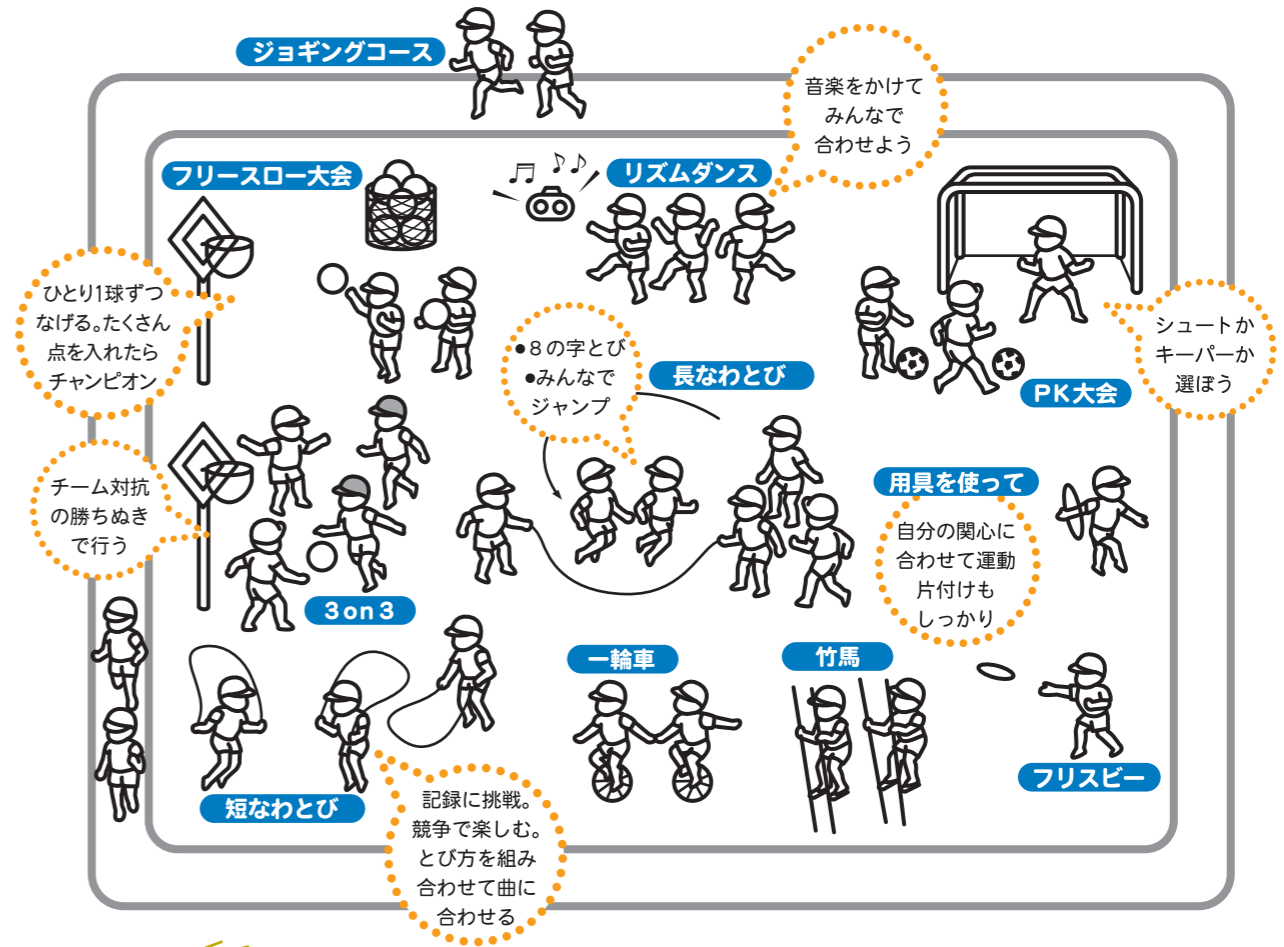 ジョギングコース
音楽をかけて
みんなで
合わせよう
フリースロー大会
リズムダンス
ひとり1球ずつ
なげる。たくさん
点を入れたら
チャンピオン
●8の字とび
●みんなで
ジャンプ
長なわとび
シュートか
キーパーか
選ぼう
PK大会
チーム対抗
の勝ちぬき
で行う
3on3
用具を使って
自分の関心に
合わせて運動
片付けも
しっかり
一輪車
竹馬
フリスビー
短なわとび
記録に挑戦。
競争で楽しむ。
とび方を組み
合わせて曲に
合わせる